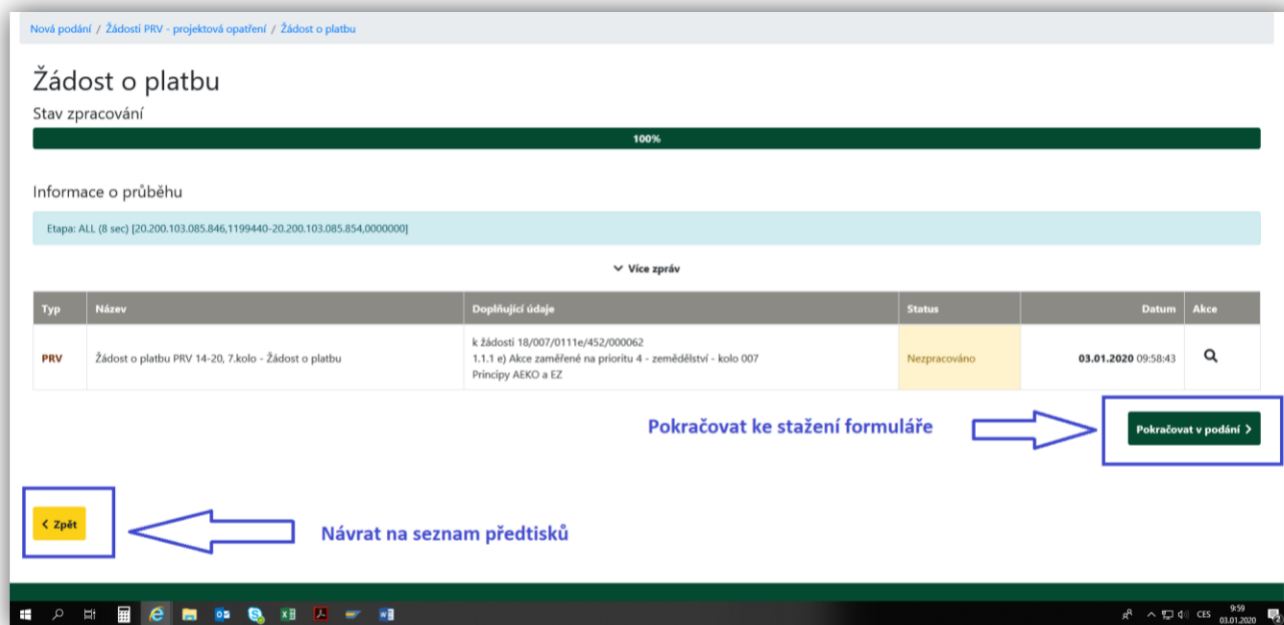 Nová podání / Žádosti PRV - projektová opatření / Žádost o platbu
Žádost o platbu
Stav zpracování
100%
Informace o průběhu
Etapa: ALL (8 sec) [20.200.103.085.846,1199440-20.200.103.085.854,0000000]
Více zpráv
Typ Název Doplňující údaje Status Datum Akce
k žádosti 18/007/0111e/452/000062
PRV Žádost o platbu PRV 14-20, 7.kolo - Žádost o platbu 1.1.1 e) Akce zaměřené na prioritu 4 - zemědělství - kolo 007 Nezpracováno 03.01.2020 09:58:43
Principy AEKO a EZ
Pokračovat ke stažení formuláře
Pokračovat v podání
Zpět
Návrat na seznam předtisků
CES
9:59
03.01.2020